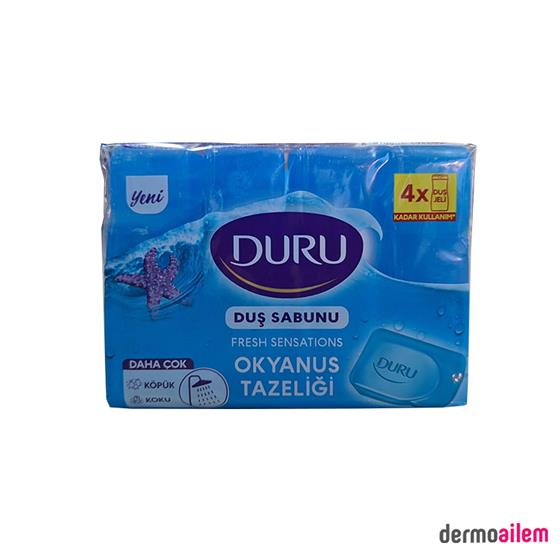 Yeni
4x
DUŞ
JELİ
KADAR KULLANIM*
DURU
DUŞ SABUNU
FRESH SENSATIONS
OKYANUS
TAZELİĞİ
DAHA ÇOK
KÖPÜK
KOKU
DURU
dermoailem